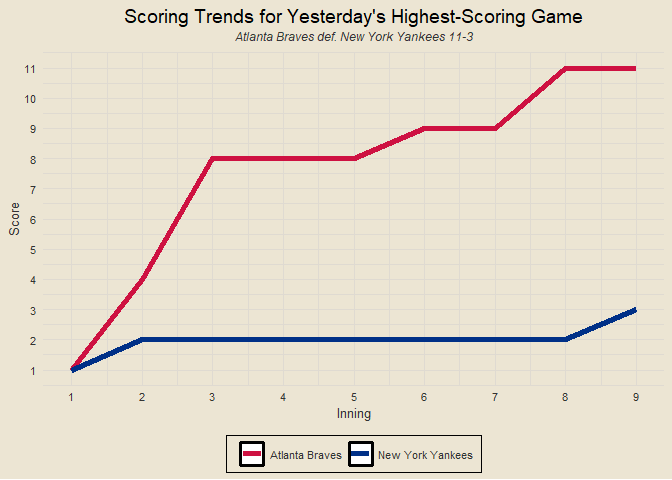 Scoring Trends for Yesterday's Highest-Scoring Game
Atlanta Braves def. New York Yankees 11-3
11
10
9
8
7
6
5
4
3
2
1
Score
1 2 3 4 5 6 7 8 9
Inning
Atlanta Braves New York Yankees